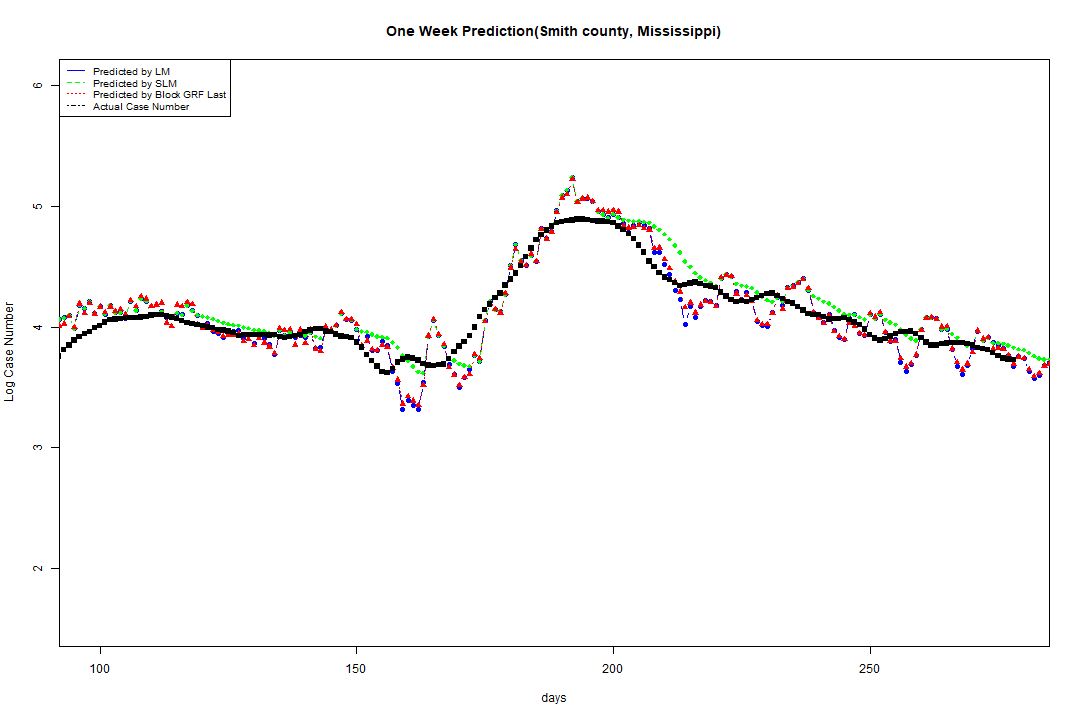 One Week Prediction(Smith county, Mississippi)
Predicted by LM
Predicted by SLM
Predicted by Block GRF Last
Actual Case Number
6
5
4
3
2
Log Case Number
100 150 200 250
days